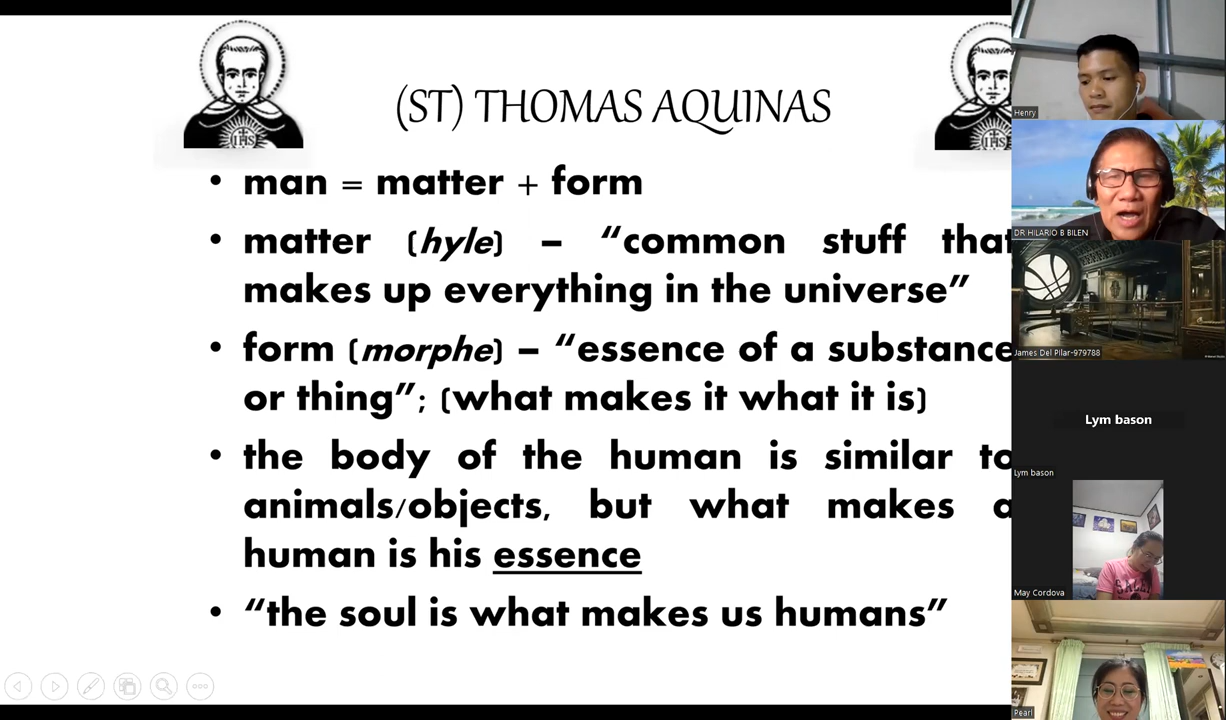 (ST) THOMAS AQUINAS
IHS
IHS
• man = matter + form
• matter (hyle) – “common stuff that
makes up everything in the universe”
• form (morphe) – “essence of a substance
or thing”; (what makes it what it is)
• the body of the human is similar to
animals/objects, but what makes a
human is his essence
• “the soul is what makes us humans”
Henry
DR HILARIO B BILEN
James Del Pilar-979788
Lym bason
Lym bason
May Cordova
Pearl